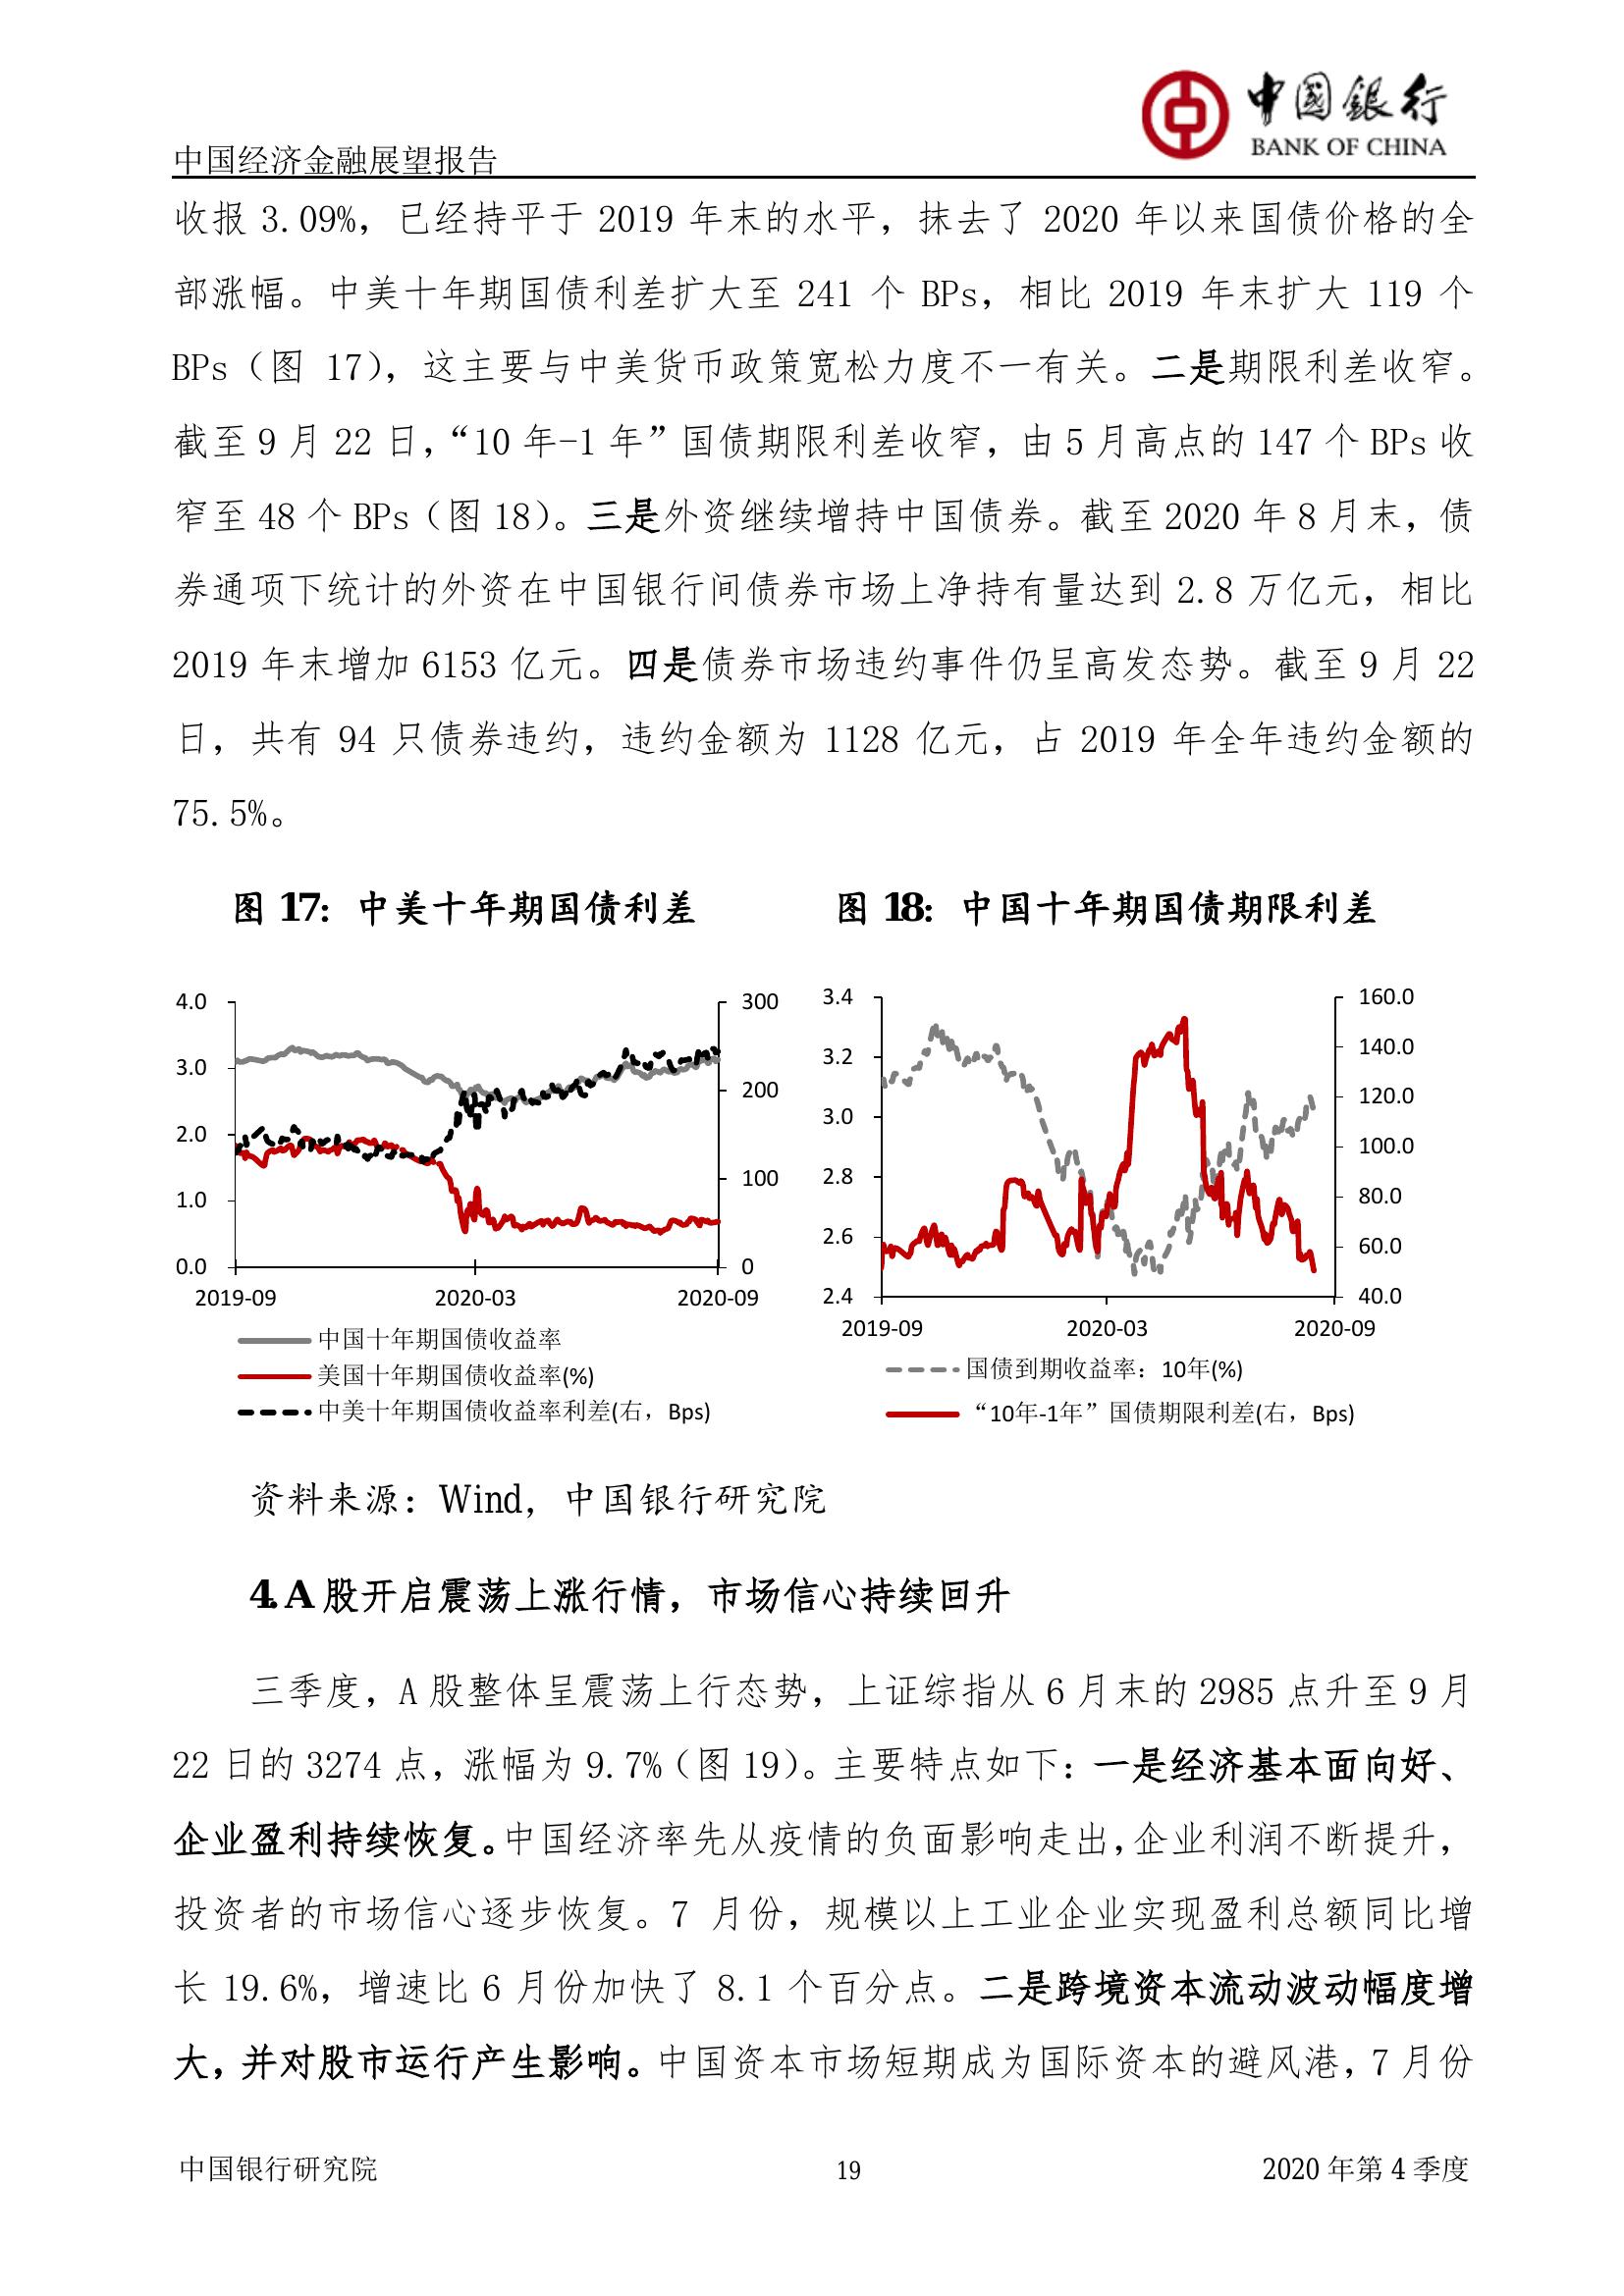 中国银行
BANK OF CHINA
中国经济金融展望报告
收报 3.09%，已经持平于 2019 年末的水平，抹去了 2020 年以来国债价格的全
部涨幅。中美十年期国债利差扩大至 241 个 BPs，相比 2019 年末扩大 119 个
BPs（图 17），这主要与中美货币政策宽松力度不一有关。二是期限利差收窄。
截至 9 月 22 日，“10 年-1 年”国债期限利差收窄，由 5 月高点的 147 个 BPs 收
窄至 48 个 BPs（图 18）。三是外资继续增持中国债券。截至 2020 年 8 月末，债
券通项下统计的外资在中国银行间债券市场上净持有量达到 2.8 万亿元，相比
2019 年末增加 6153 亿元。四是债券市场违约事件仍呈高发态势。截至 9 月 22
日，共有 94 只债券违约，违约金额为 1128 亿元，占 2019 年全年违约金额的
75.5%。
图 17：中美十年期国债利差
4.0
3.0
2.0
1.0
0.0
300
200
100
0
2019-09 2020-03 2020-09
中国十年期国债收益率
美国十年期国债收益率(%)
中美十年期国债收益率利差(右，Bps)
图 18：中国十年期国债期限利差
3.4
3.2
3.0
2.8
2.6
2.4
160.0
140.0
120.0
100.0
80.0
60.0
40.0
2019-09 2020-03 2020-09
国债到期收益率：10年(%)
“10年-1年”国债期限利差(右，Bps)
资料来源：Wind，中国银行研究院
4.A 股开启震荡上涨行情，市场信心持续回升
三季度，A 股整体呈震荡上行态势，上证综指从 6 月末的 2985 点升至 9 月
22 日的 3274 点，涨幅为 9.7%（图 19）。主要特点如下：一是经济基本面向好、
企业盈利持续恢复。中国经济率先从疫情的负面影响走出，企业利润不断提升，
投资者的市场信心逐步恢复。7 月份，规模以上工业企业实现盈利总额同比增
长 19.6%，增速比 6 月份加快了 8.1 个百分点。二是跨境资本流动波动幅度增
大，并对股市运行产生影响。中国资本市场短期成为国际资本的避风港，7 月份
中国银行研究院 19 2020 年第 4 季度